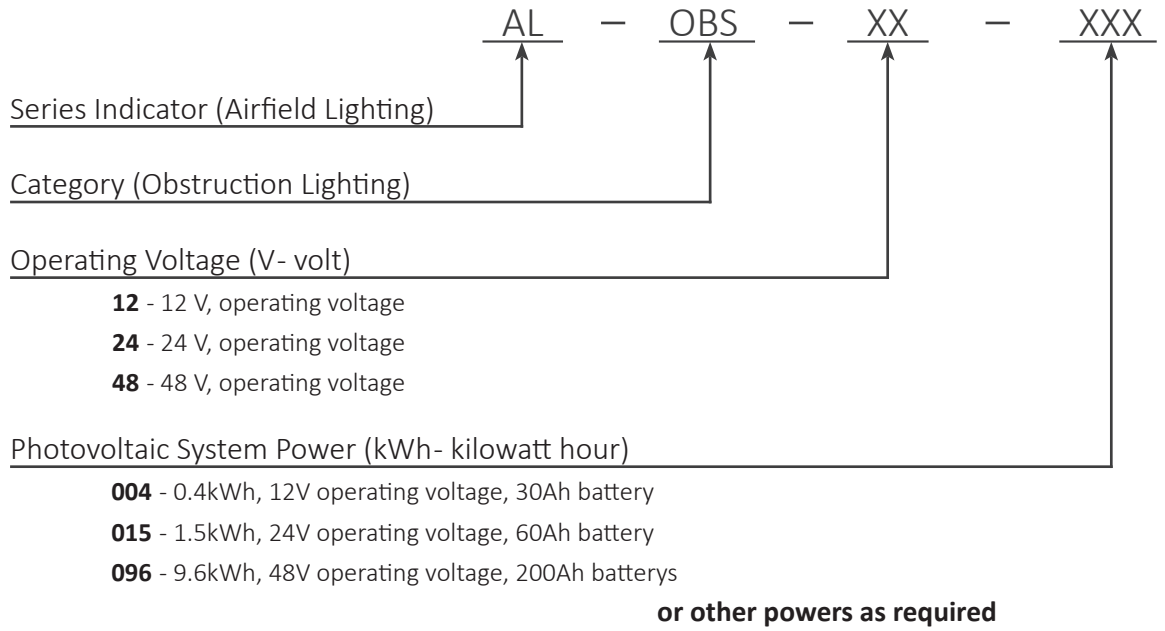 AL – OBS – XX – XXX
Series Indicator (Airfield Lighting)
Category (Obstruction Lighting)
Operating Voltage (V- volt)
12 - 12 V, operating voltage
24 - 24 V, operating voltage
48 - 48 V, operating voltage
Photovoltaic System Power (kWh- kilowatt hour)
004 - 0.4kWh, 12V operating voltage, 30Ah battery
015 - 1.5kWh, 24V operating voltage, 60Ah battery
096 - 9.6kWh, 48V operating voltage, 200Ah batterys
or other powers as required